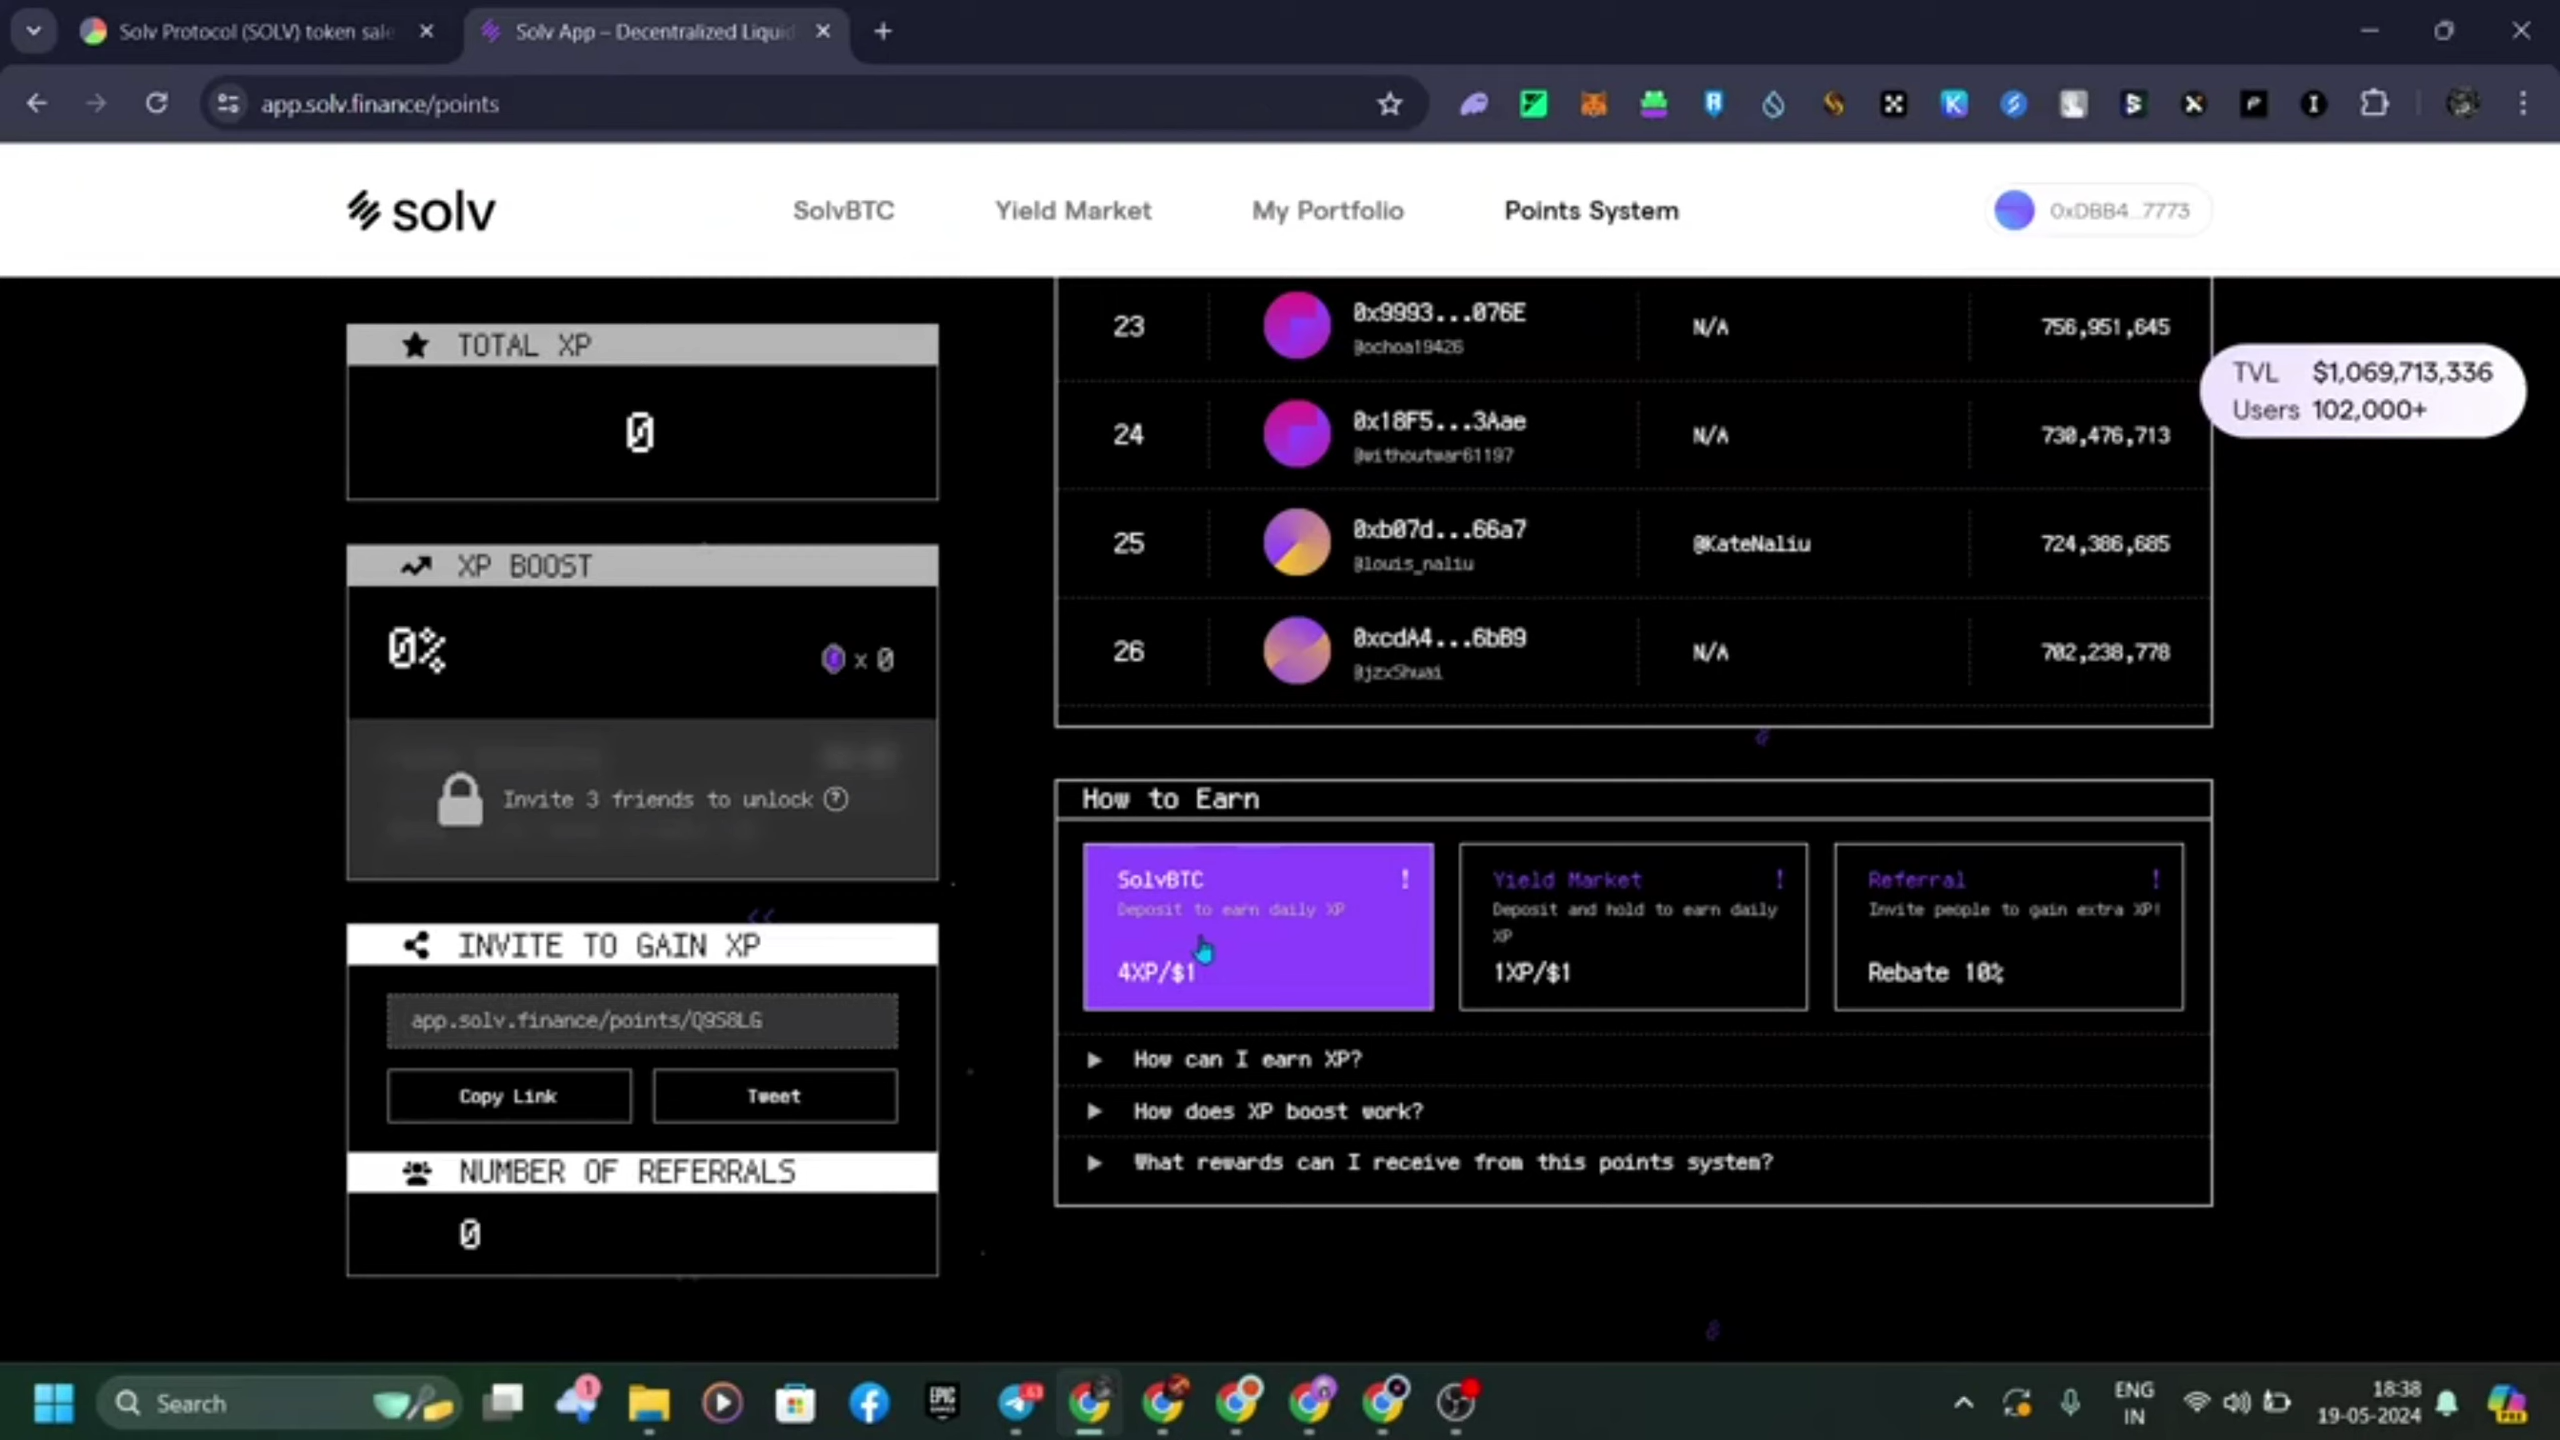 Solv Protocol (SOLV) token sale
Solv App – Decentralized Liquid
app.solv.finance/points
solv
SolvBTC
Yield Market
My Portfolio
Points System
0xDBB4...7773
TVL $1,069,713,336
Users 102,000+
TOTAL XP
0
XP BOOST
0%
x 0
Invite 3 friends to unlock
INVITE TO GAIN XP
app.solv.finance/points/Q9S8LG
Copy Link
Tweet
NUMBER OF REFERRALS
0
23
0x9993...076E
@ochoa19426
N/A
756,951,645
24
0x18F5...3Aae
@withoutwar61197
N/A
730,476,713
25
0xb07d...66a7
@louis_naliu
@KateNaliu
724,386,685
26
0xcdA4...6bB9
@jzxShuai
N/A
702,238,778
How to Earn
SolvBTC !
Deposit to earn daily XP
4XP/$1
Yield Market !
Deposit and hold to earn daily
XP
1XP/$1
Referral !
Invite people to gain extra XP!
Rebate 10%
How can I earn XP?
How does XP boost work?
What rewards can I receive from this points system?
Search
1
EPIC
ENG
IN
18:38
19-05-2024